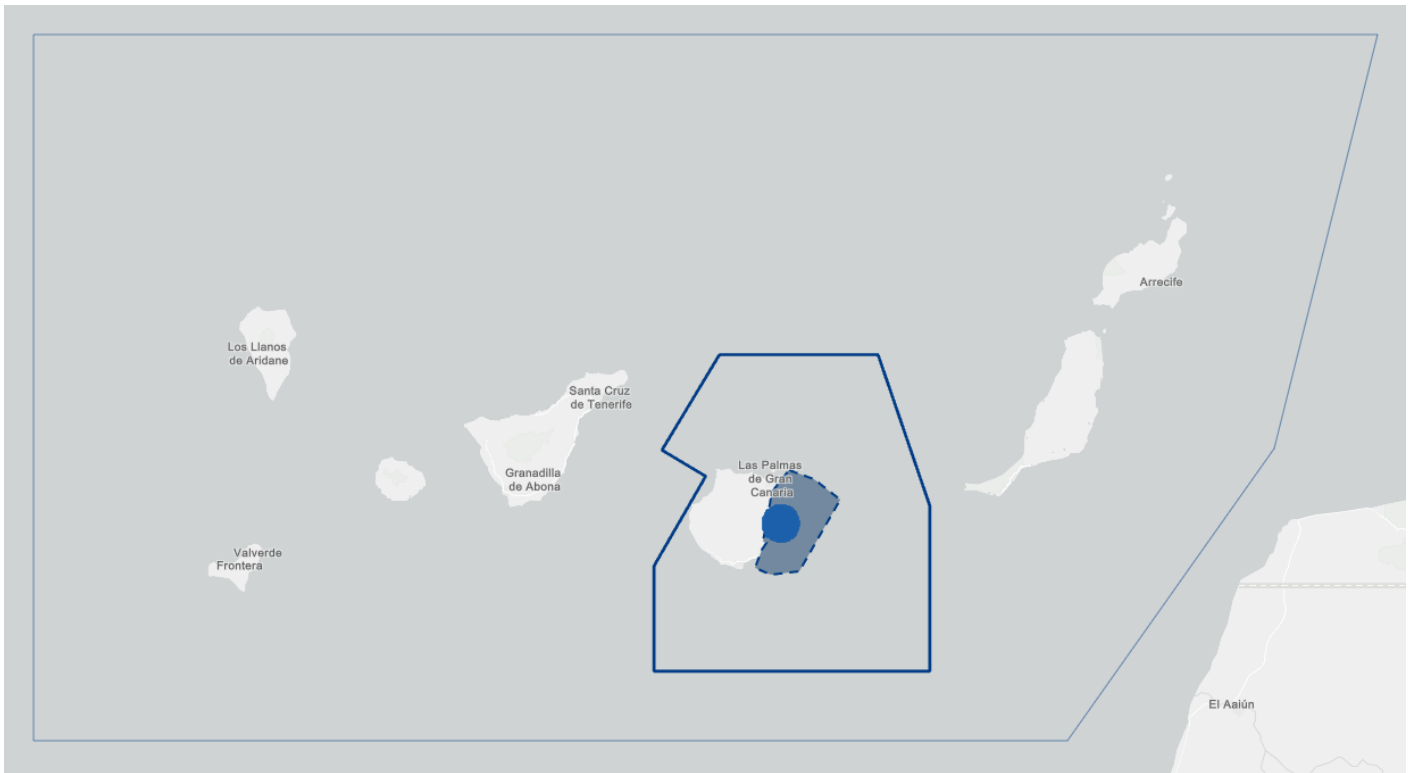 Arrecife
Los Llanos
de Aridane
Santa Cruz
de Tenerife
Las Palmas
de Gran
Canaria
Granadilla
de Abona
Valverde
Frontera
El Aaiún